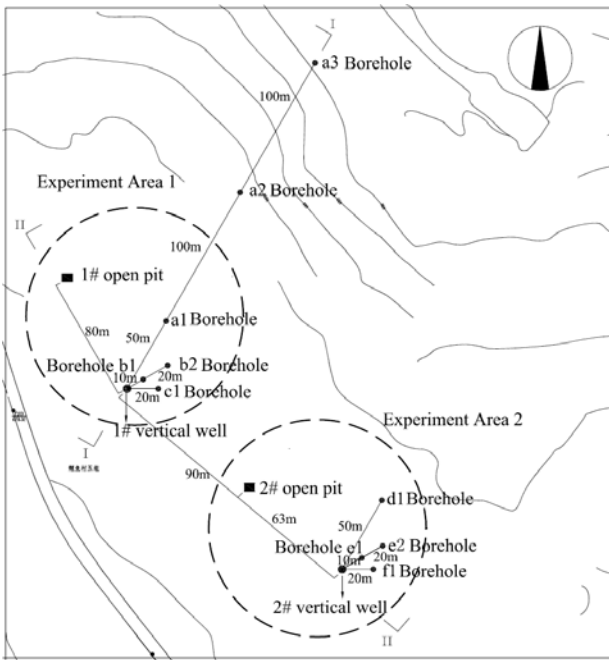 I
a3 Borehole
100m
Experiment Area 1
a2 Borehole
II
100m
1# open pit
a1 Borehole
80m
50m
Borehole b1
b2 Borehole
10m
20m
c1 Borehole
20m
1# vertical well
I
Experiment Area 2
90m
2# open pit
d1 Borehole
63m
50m
Borehole e1
e2 Borehole
10m
20m
f1 Borehole
20m
2# vertical well
II